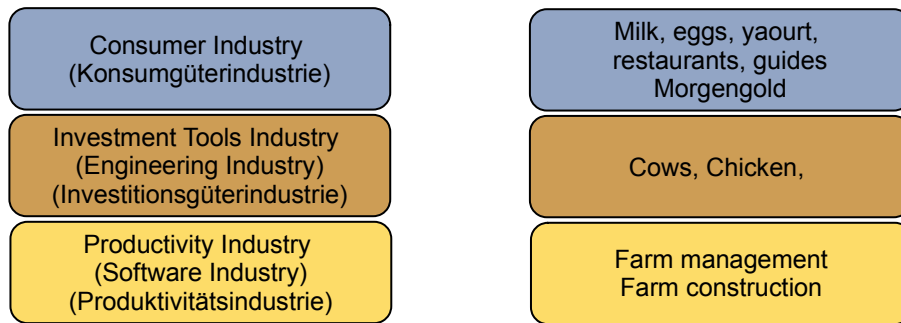 Consumer Industry
(Konsumgüterindustrie)
Milk, eggs, yaourt,
restaurants, guides
Morgengold
Investment Tools Industry
(Engineering Industry)
(Investitionsgüterindustrie)
Cows, Chicken,
Productivity Industry
(Software Industry)
(Produktivitätsindustrie)
Farm management
Farm construction